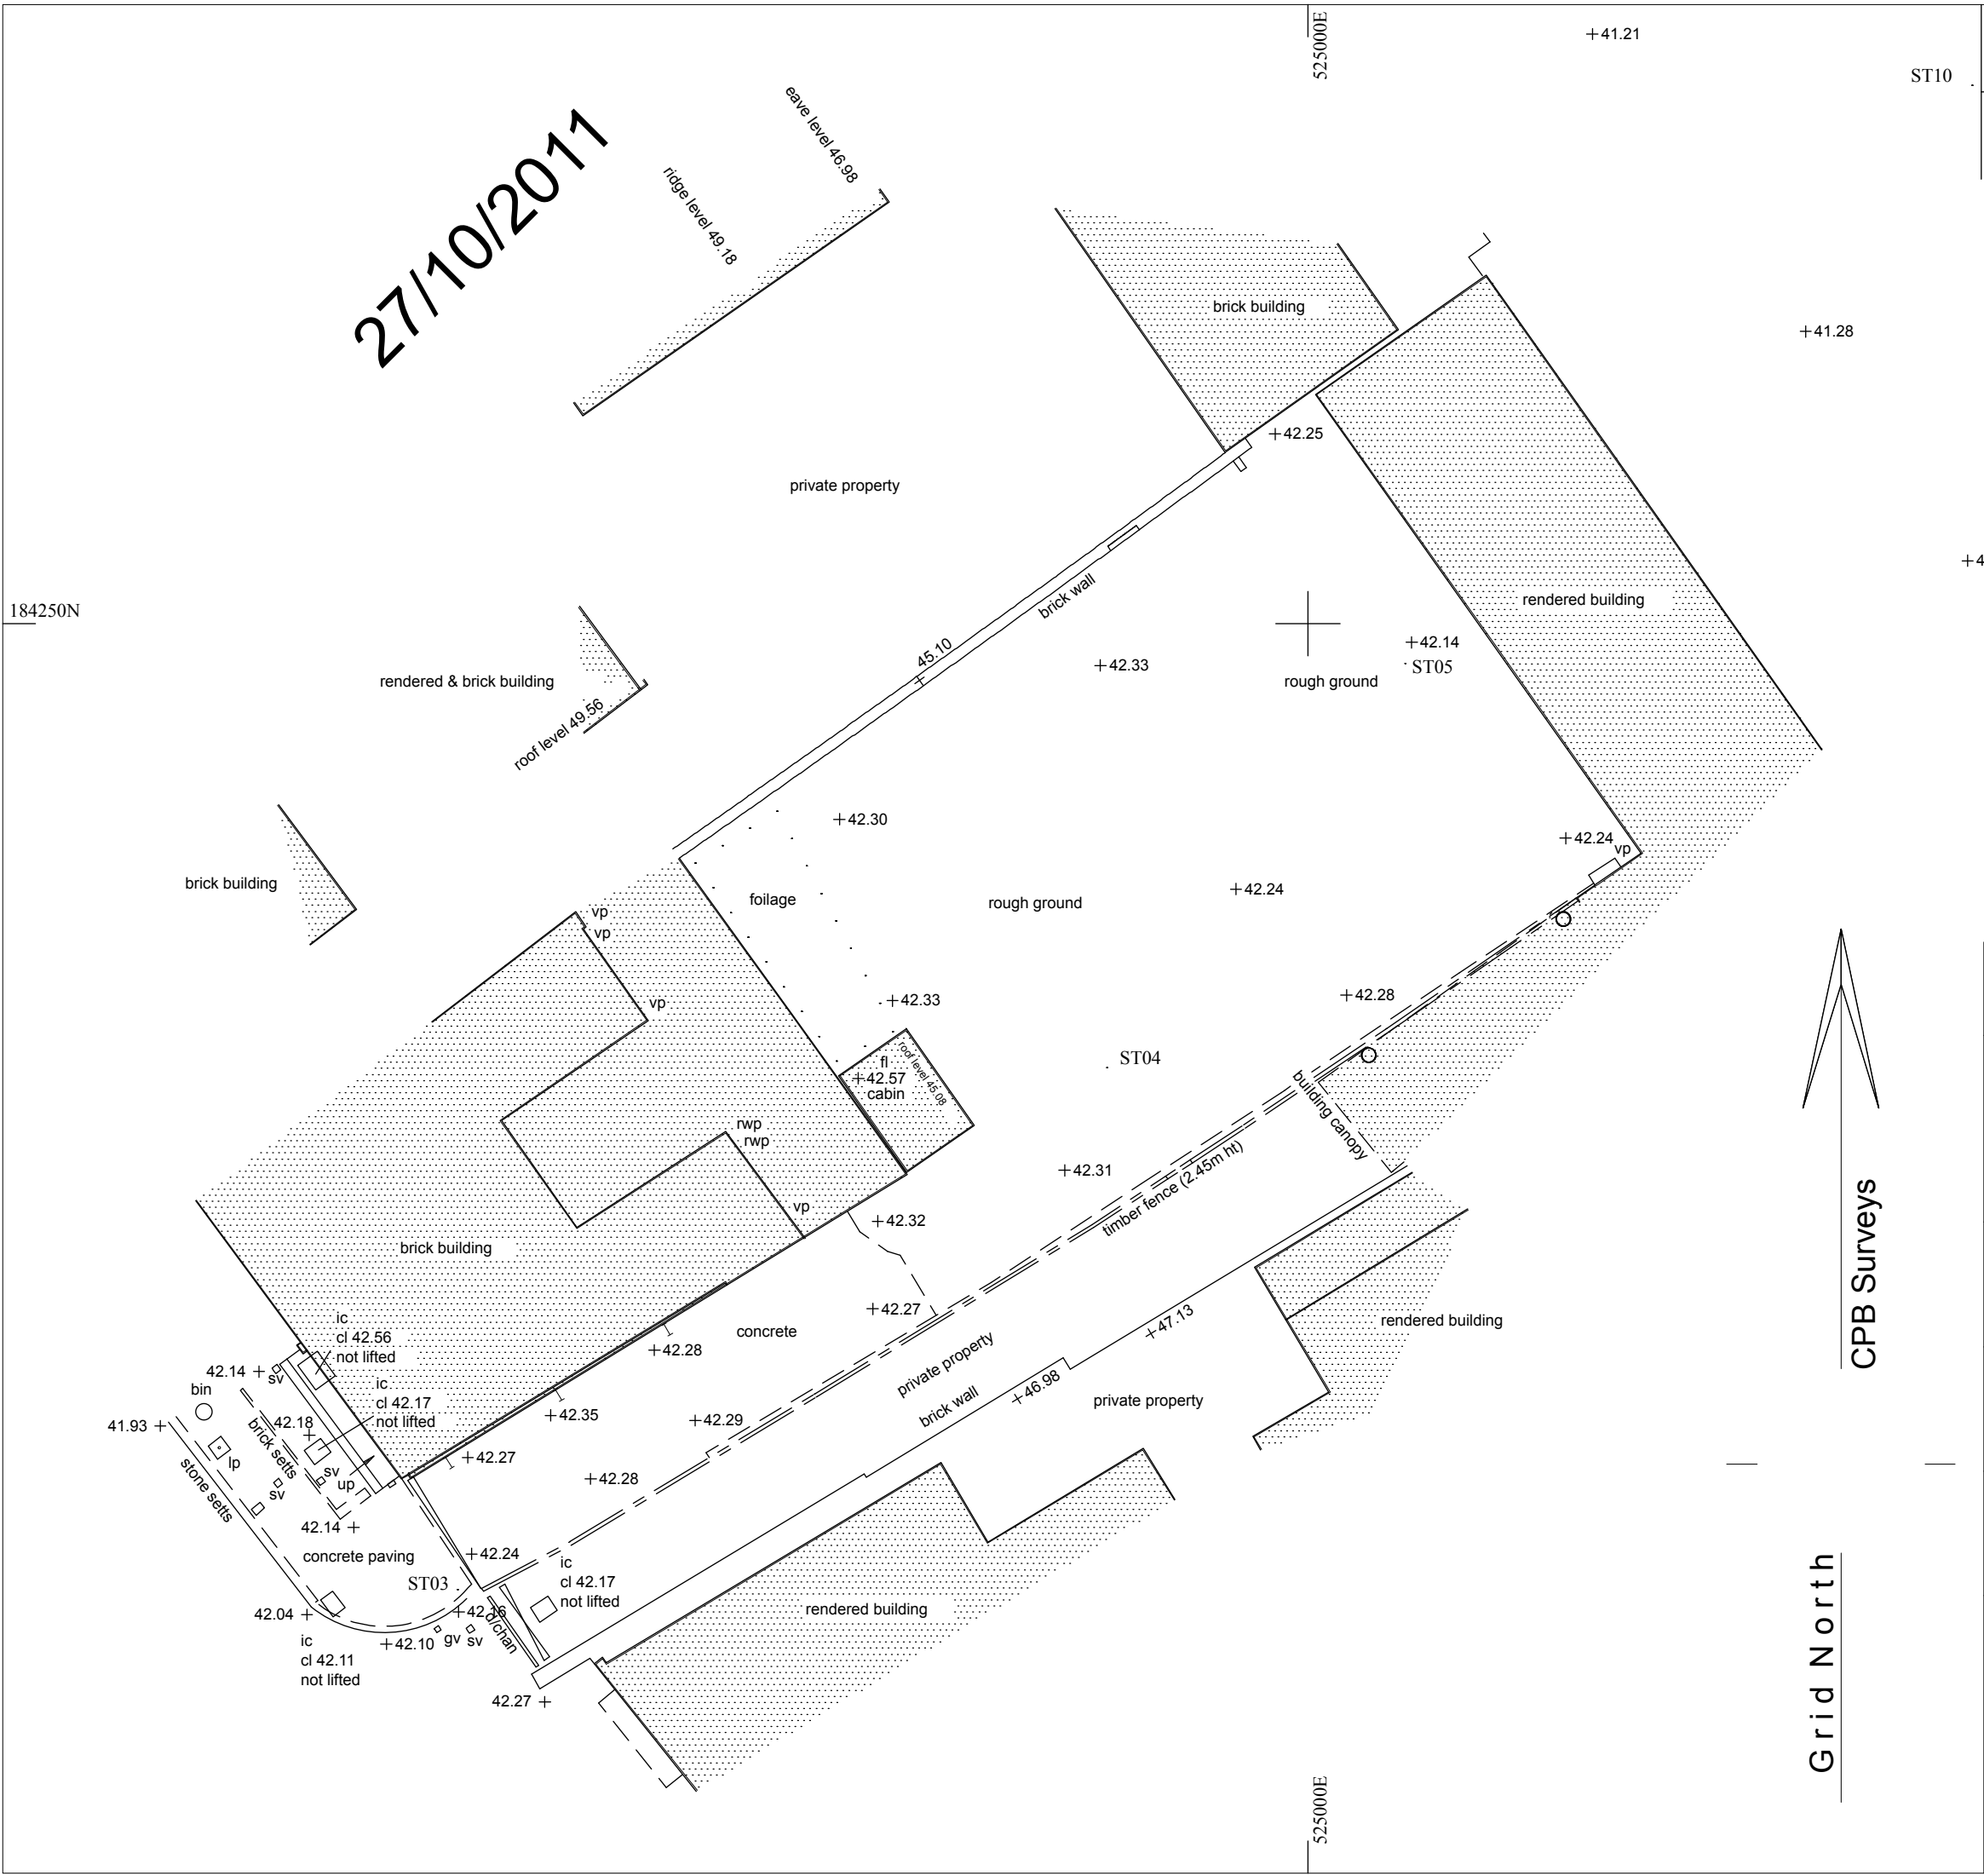 525000E
+41.21
ST10
27/10/2011
eave level 46.98
ridge level 49.18
brick building
+41.28
+42.25
private property
+4
brick wall
rendered building
184250N
45.10
+42.33
+42.14
ST05
rendered & brick building
rough ground
roof level 49.56
+42.30
+42.24
vp
brick building
foilage
rough ground
+42.24
vp
vp
vp
+42.33
+42.28
fl
+42.57
cabin
roof level 45.08
ST04
building canopy
rwp
rwp
+42.31
timber fence (2.45m ht)
vp
+42.32
brick building
CPB Surveys
+42.27
concrete
+47.13
rendered building
ic
cl 42.56
not lifted
+42.28
private property
42.14 +
sv
bin
ic
cl 42.17
not lifted
+46.98
private property
brick wall
41.93 +
42.18
+
+42.35
+42.29
brick setts
lp
stone setts
sv
up
sv
+42.27
+42.28
42.14 +
concrete paving
+42.24
ic
cl 42.17
not lifted
ST03
42.04 +
+42.16
d/chan
rendered building
ic
cl 42.11
not lifted
+42.10
gv
sv
42.27 +
Grid North
525000E